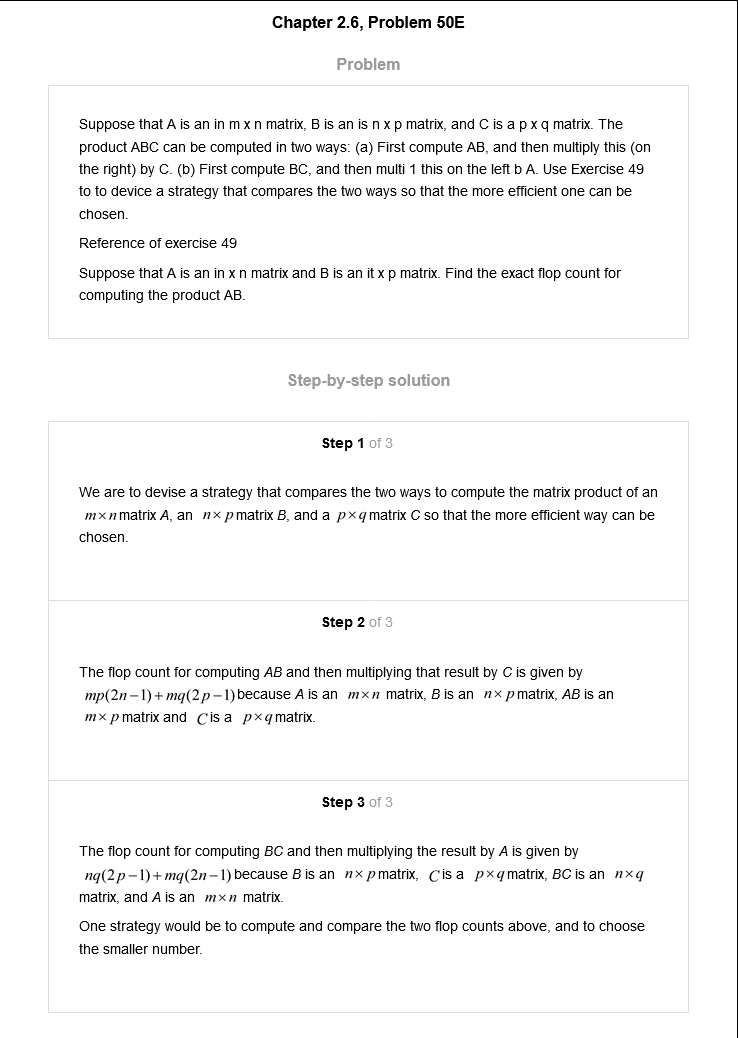 Chapter 2.6, Problem 50E
Problem
Suppose that A is an in m x n matrix, B is an is n x p matrix, and C is a p x q matrix. The
product ABC can be computed in two ways: (a) First compute AB, and then multiply this (on
the right) by C. (b) First compute BC, and then multi 1 this on the left b A. Use Exercise 49
to to device a strategy that compares the two ways so that the more efficient one can be
chosen.
Reference of exercise 49
Suppose that A is an in x n matrix and B is an it x p matrix. Find the exact flop count for
computing the product AB.
Step-by-step solution
Step 1 of 3
We are to devise a strategy that compares the two ways to compute the matrix product of an
m×n matrix A, an n×p matrix B, and a p×q matrix C so that the more efficient way can be
chosen.
Step 2 of 3
The flop count for computing AB and then multiplying that result by C is given by
mp(2n−1)+mq(2p−1) because A is an m×n matrix, B is an n×p matrix, AB is an
m×p matrix and C is a p×q matrix.
Step 3 of 3
The flop count for computing BC and then multiplying the result by A is given by
nq(2p−1)+mq(2n−1) because B is an n×p matrix, C is a p×q matrix, BC is an n×q
matrix, and A is an m×n matrix.
One strategy would be to compute and compare the two flop counts above, and to choose
the smaller number.